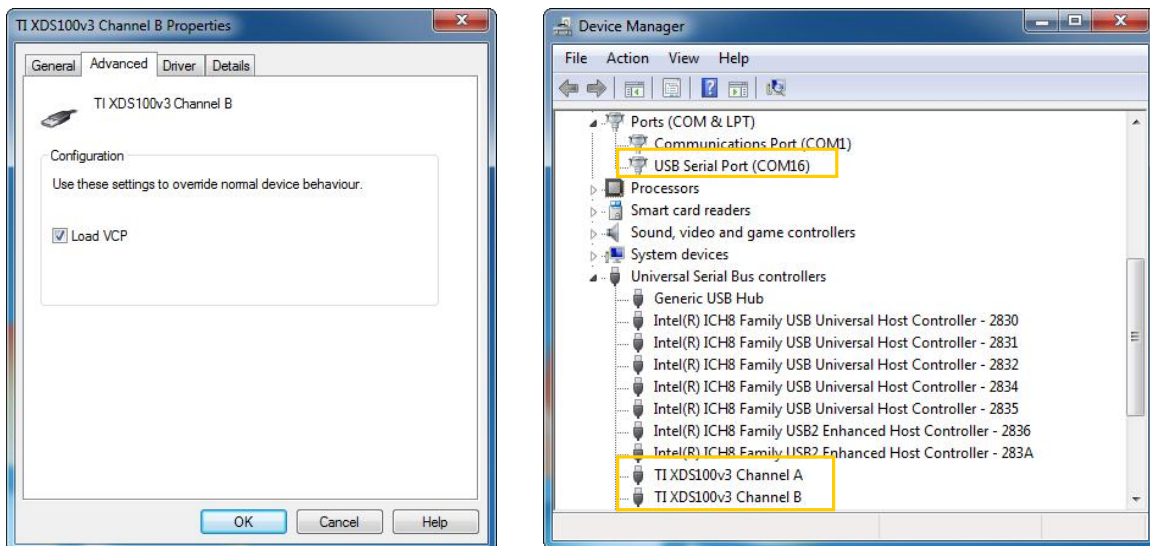 TI XDS100v3 Channel B Properties
General Advanced Driver Details
TI XDS100v3 Channel B
Configuration
Use these settings to override normal device behaviour.
Load VCP
OK Cancel Help
Device Manager
File Action View Help
Ports (COM & LPT)
Communications Port (COM1)
USB Serial Port (COM16)
Processors
Smart card readers
Sound, video and game controllers
System devices
Universal Serial Bus controllers
Generic USB Hub
Intel(R) ICH8 Family USB Universal Host Controller - 2830
Intel(R) ICH8 Family USB Universal Host Controller - 2831
Intel(R) ICH8 Family USB Universal Host Controller - 2832
Intel(R) ICH8 Family USB Universal Host Controller - 2834
Intel(R) ICH8 Family USB Universal Host Controller - 2835
Intel(R) ICH8 Family USB2 Enhanced Host Controller - 2836
Intel(R) ICH8 Family USB2 Enhanced Host Controller - 283A
TI XDS100v3 Channel A
TI XDS100v3 Channel B